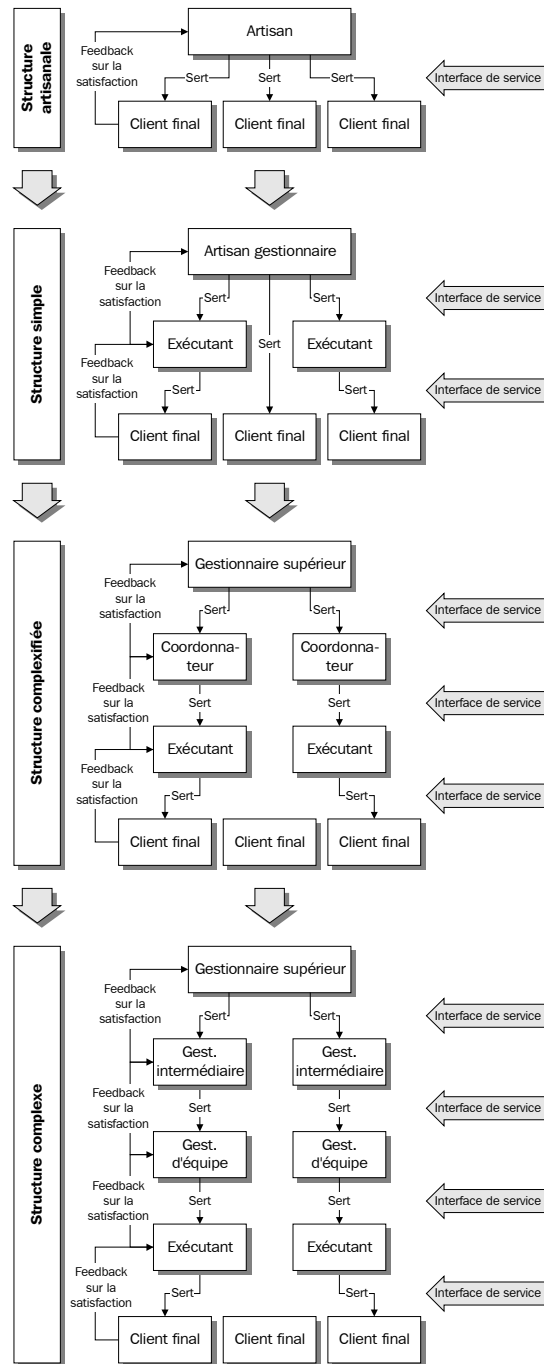 Structure
artisanale
Artisan
Feedback
sur la
satisfaction
Sert
Sert
Sert
Interface de service
Client final
Client final
Client final
Structure simple
Artisan gestionnaire
Feedback
sur la
satisfaction
Sert
Sert
Interface de service
Exécutant
Exécutant
Sert
Feedback
sur la
satisfaction
Sert
Sert
Interface de service
Client final
Client final
Client final
Structure complexifiée
Gestionnaire supérieur
Feedback
sur la
satisfaction
Sert
Sert
Interface de service
Coordonna-
teur
Coordonna-
teur
Feedback
sur la
satisfaction
Sert
Sert
Interface de service
Exécutant
Exécutant
Feedback
sur la
satisfaction
Sert
Sert
Interface de service
Client final
Client final
Client final
Structure complexe
Gestionnaire supérieur
Feedback
sur la
satisfaction
Sert
Sert
Interface de service
Gest.
intermédiaire
Gest.
intermédiaire
Feedback
sur la
satisfaction
Sert
Sert
Interface de service
Gest.
d'équipe
Gest.
d'équipe
Feedback
sur la
satisfaction
Sert
Sert
Interface de service
Exécutant
Exécutant
Feedback
sur la
satisfaction
Sert
Sert
Interface de service
Client final
Client final
Client final